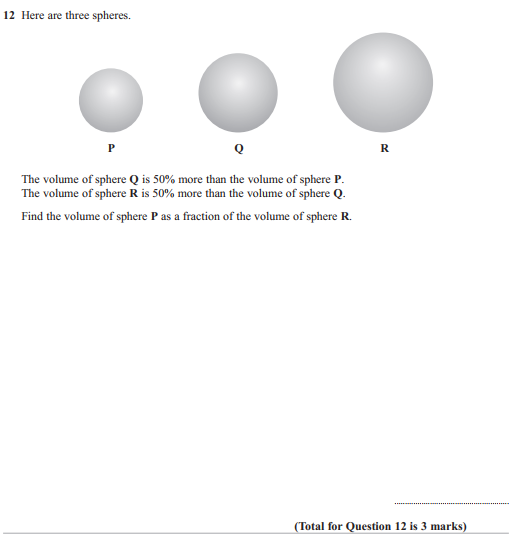 12 Here are three spheres.
P
Q
R
The volume of sphere Q is 50% more than the volume of sphere P.
The volume of sphere R is 50% more than the volume of sphere Q.
Find the volume of sphere P as a fraction of the volume of sphere R.
(Total for Question 12 is 3 marks)